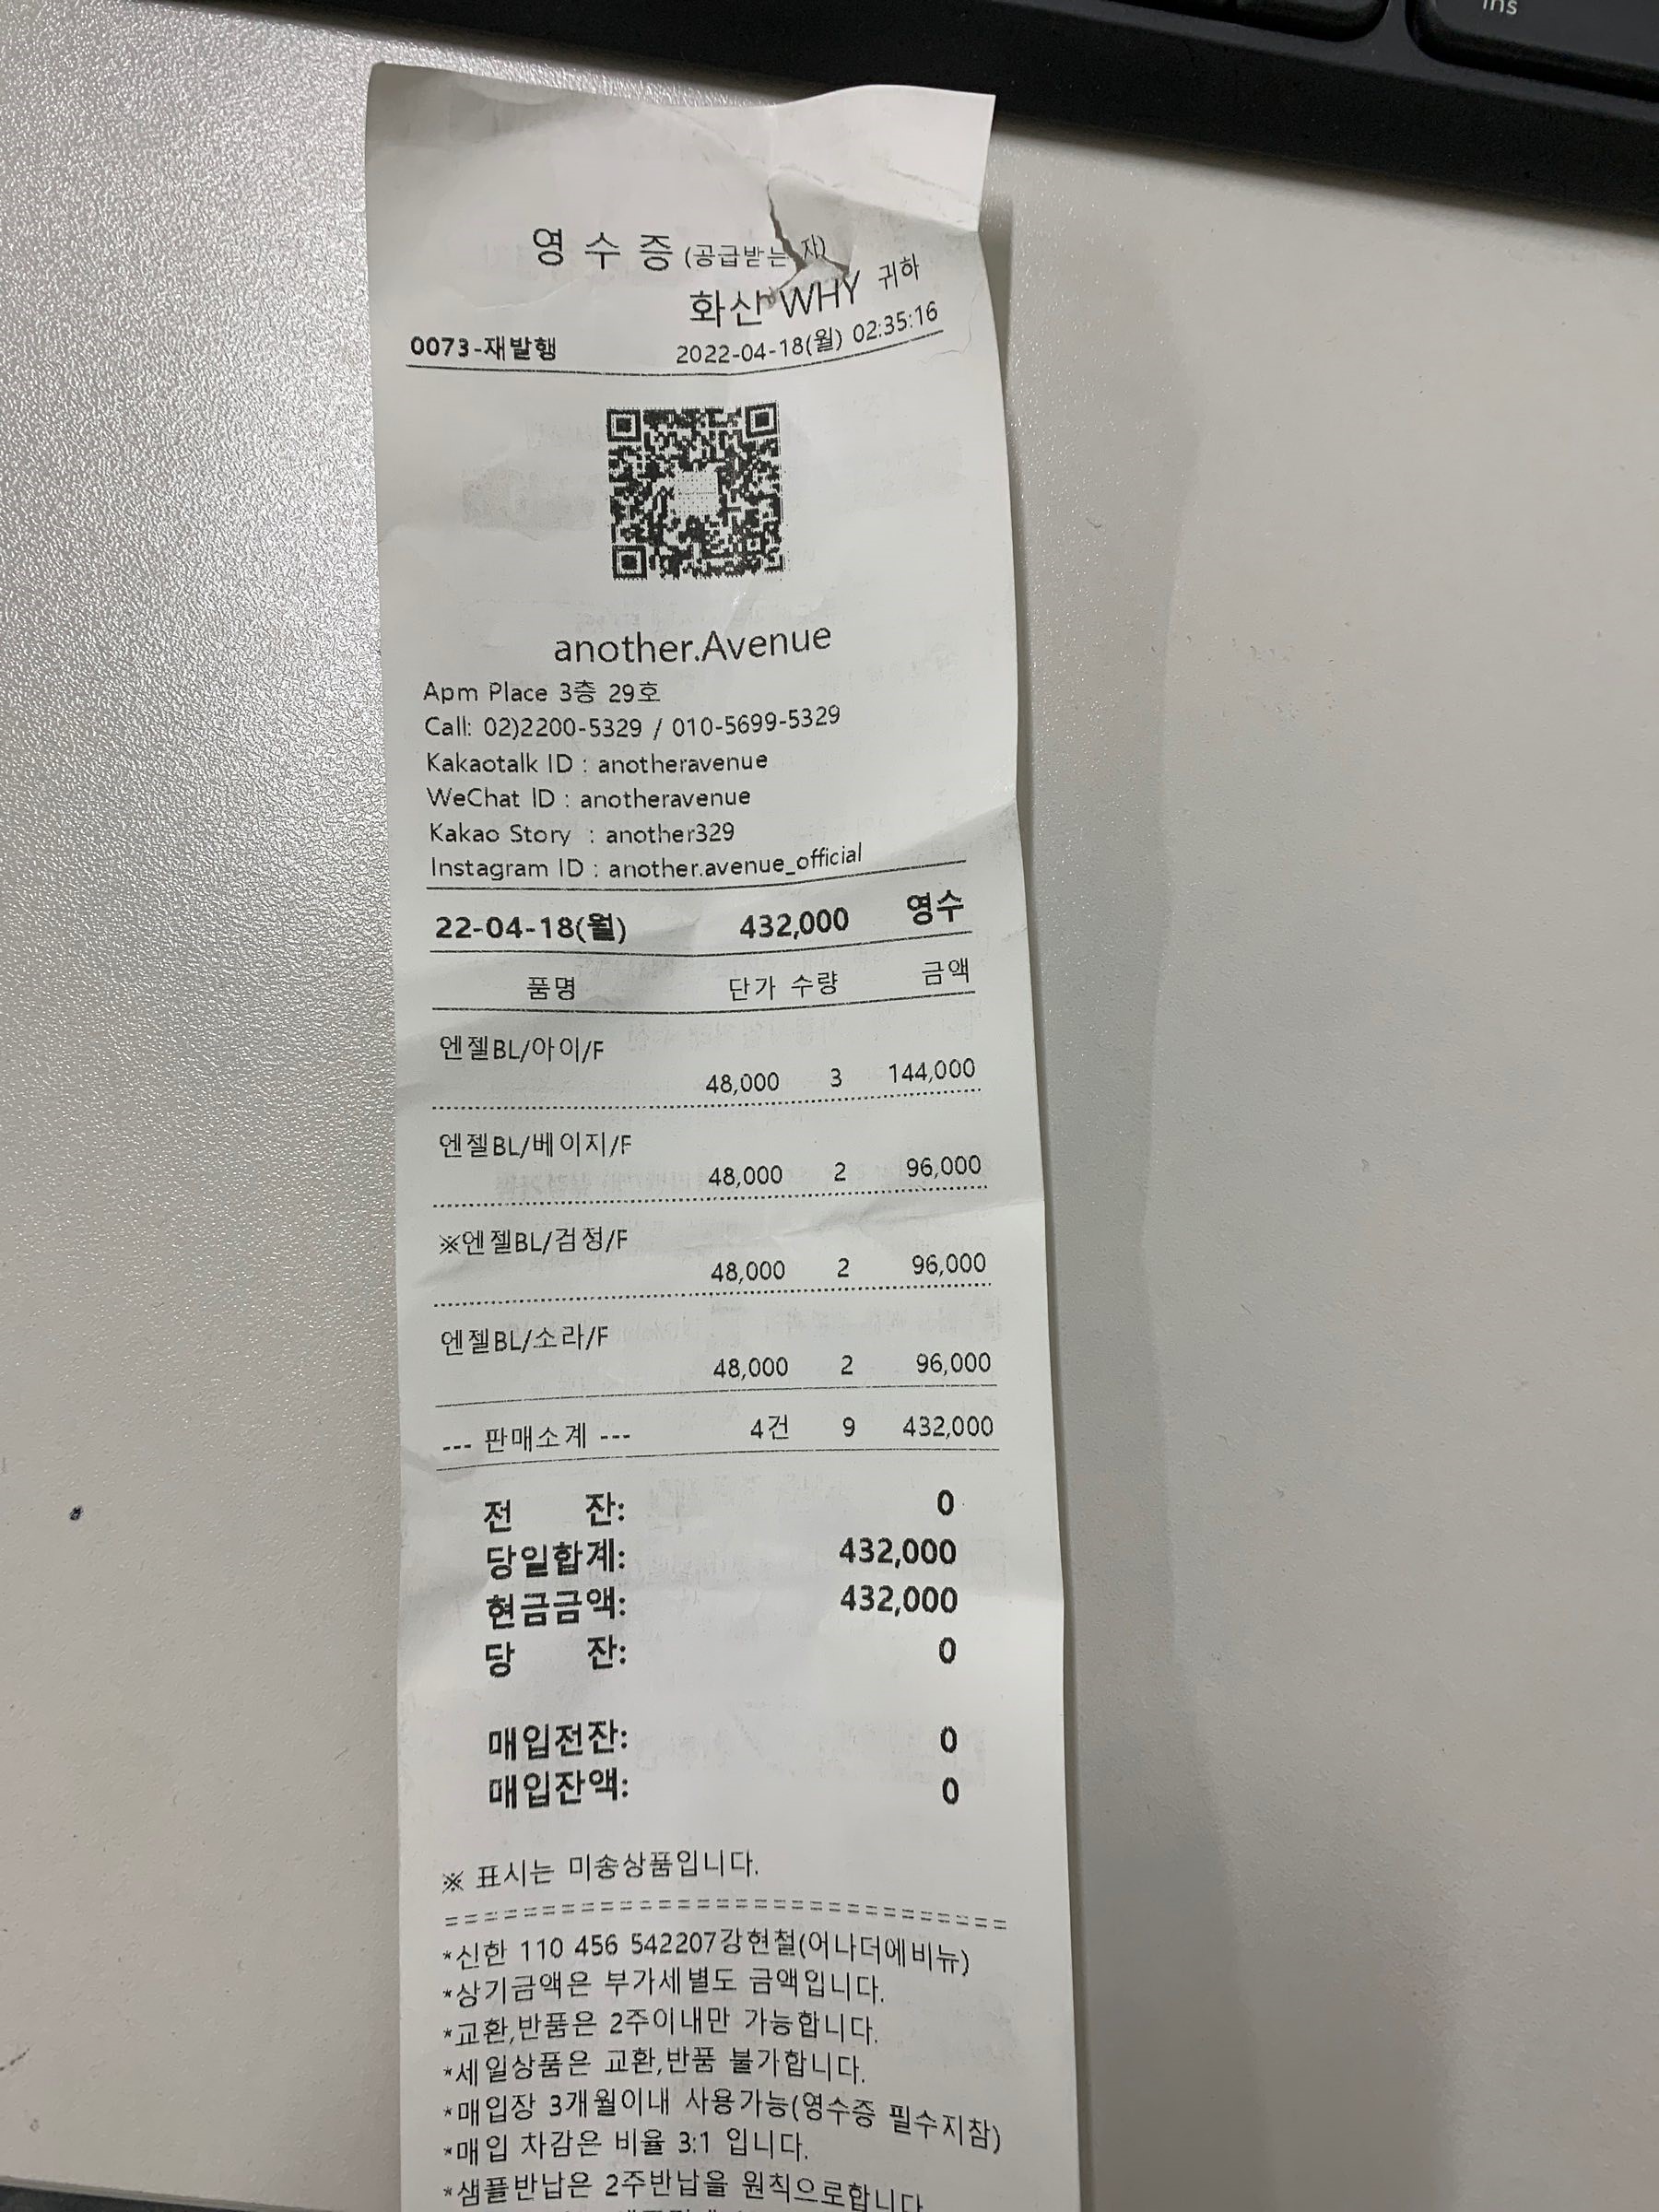 Ins
영 수 증 (공급받는 자)
화산 WHY 귀하
0073-재발행 2022-04-18(월) 02:35:16
another.Avenue
Apm Place 3층 29호
Call: 02)2200-5329 / 010-5699-5329
Kakaotalk ID : anotheravenue
WeChat ID : anotheravenue
Kakao Story : another329
Instagram ID : another.avenue_official
22-04-18(월) 432,000 영수
품명 단가 수량 금액
엔젤BL/아이/F
48,000 3 144,000
엔젤BL/베이지/F
48,000 2 96,000
※엔젤BL/검정/F
48,000 2 96,000
엔젤BL/소라/F
48,000 2 96,000
--- 판매소계 --- 4건 9 432,000
전 잔: 0
당일합계: 432,000
현금금액: 432,000
당 잔: 0
매입전잔: 0
매입잔액: 0
※ 표시는 미송상품입니다.
=============================
*신한 110 456 542207강현철(어나더에비뉴)
*상기금액은 부가세별도 금액입니다.
*교환,반품은 2주이내만 가능합니다.
*세일상품은 교환,반품 불가합니다.
*매입장 3개월이내 사용가능(영수증 필수지참)
*매입 차감은 비율 3:1 입니다.
*샘플반납은 2주반납을 원칙으로합니다